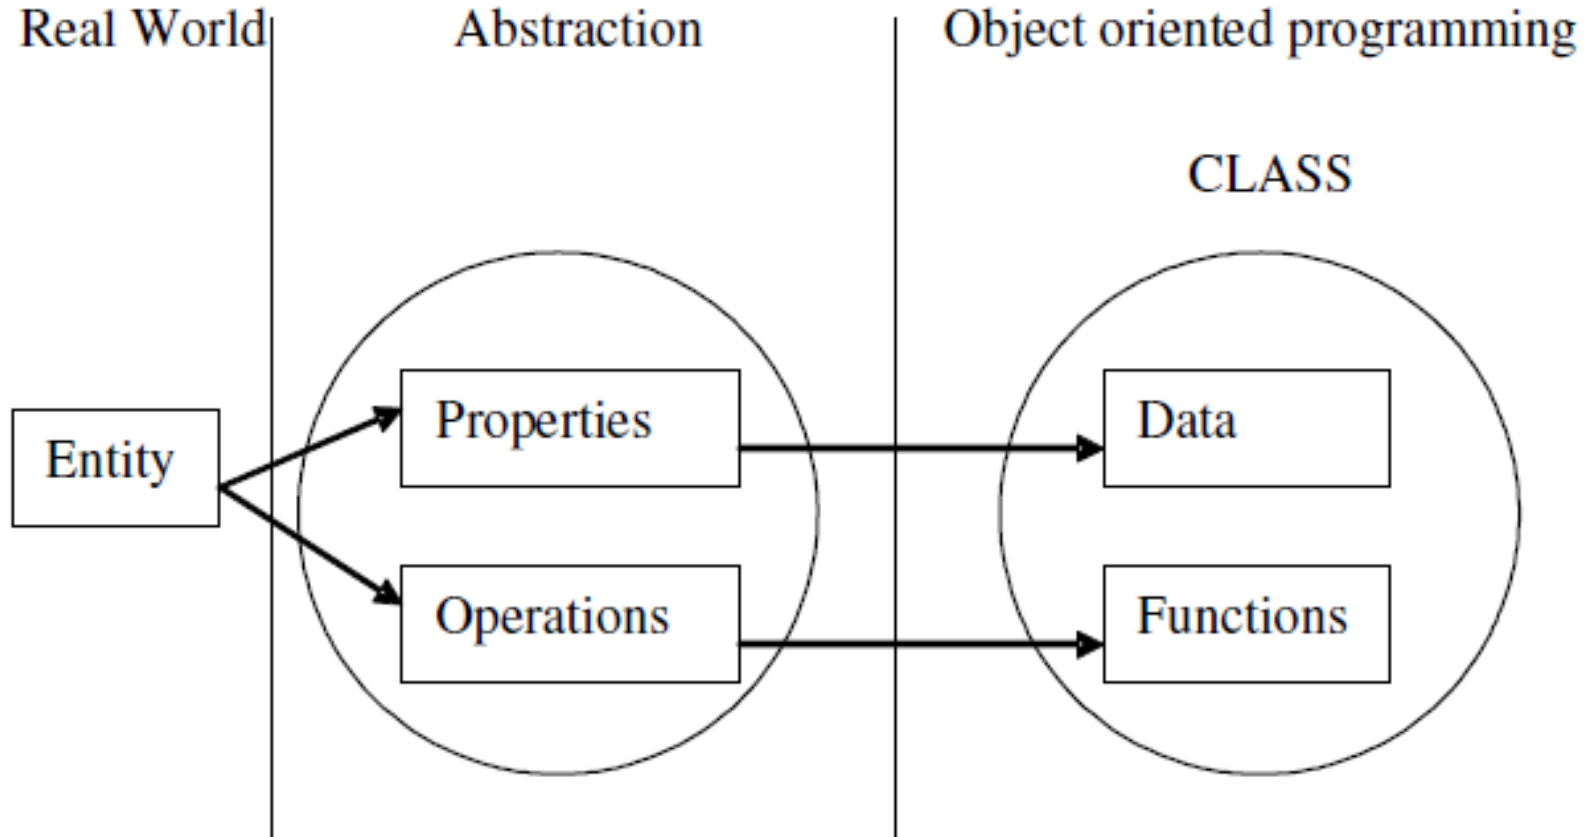 Real World
Abstraction
Object oriented programming
CLASS
Entity
Properties
Data
Operations
Functions